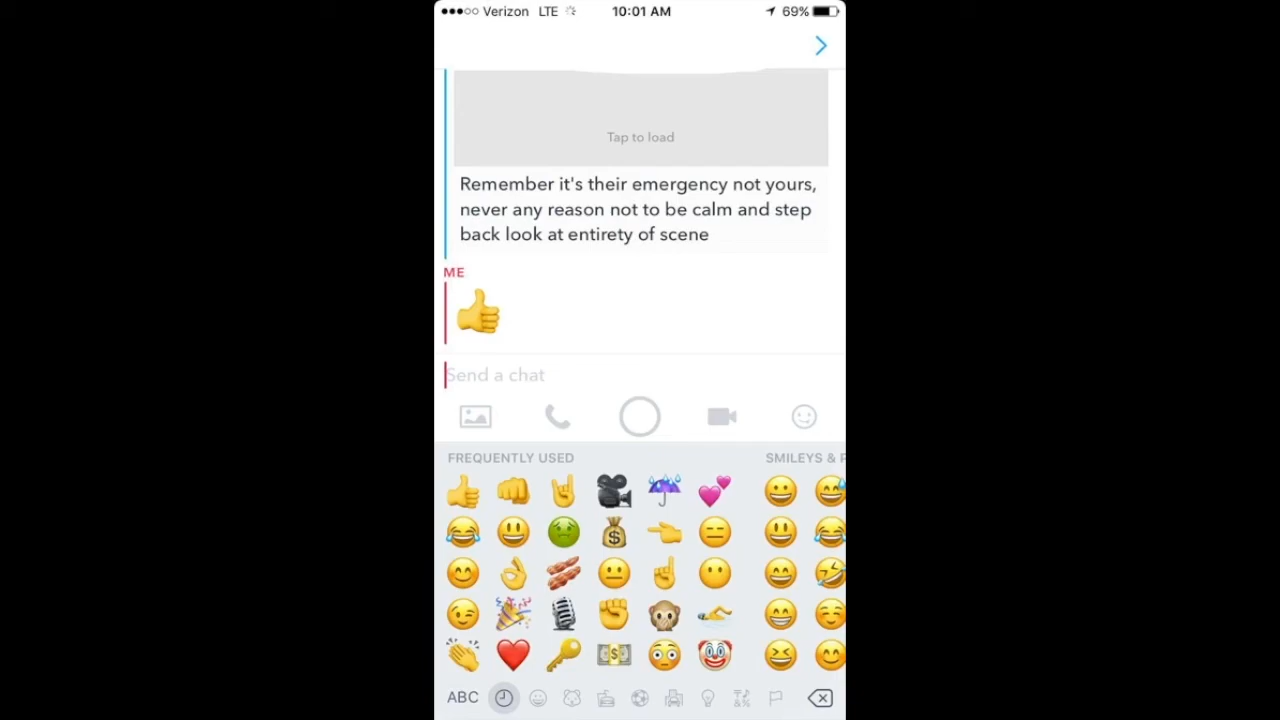 Verizon LTE 10:01 AM 69%
Tap to load
Remember it's their emergency not yours,
never any reason not to be calm and step
back look at entirety of scene
ME
Send a chat
FREQUENTLY USED SMILEYS &
ABC